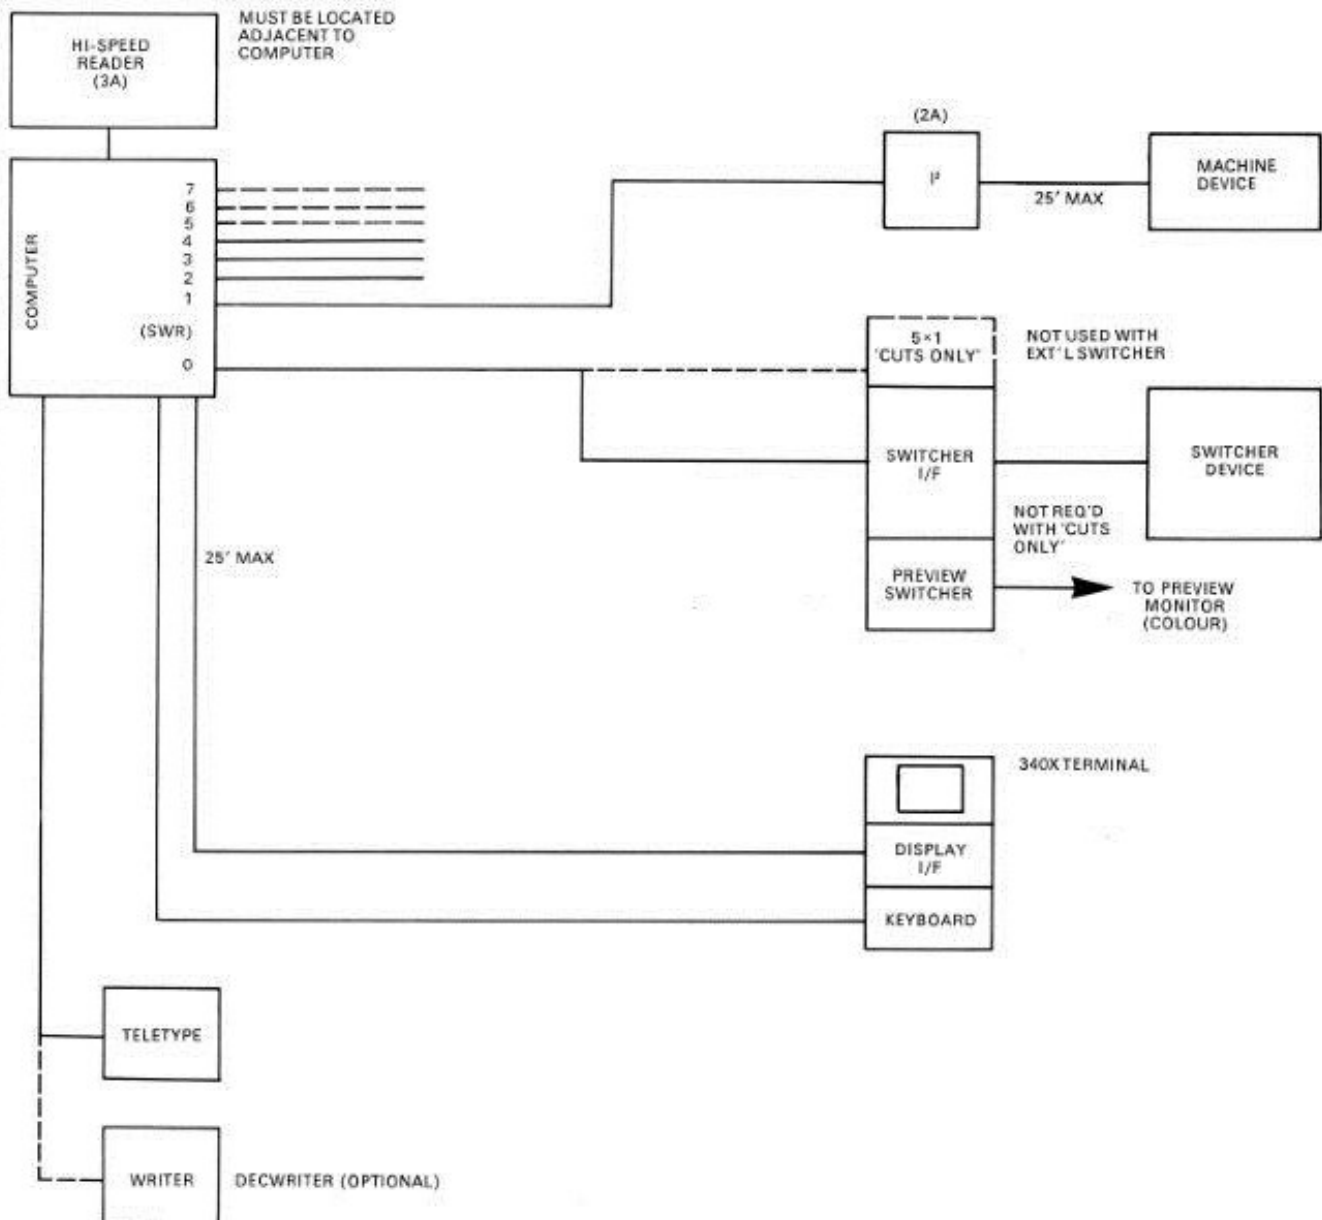 HI-SPEED
READER
(3A)
MUST BE LOCATED
ADJACENT TO
COMPUTER
COMPUTER
7
6
5
4
3
2
1
(SWR)
0
(2A)
I²
25' MAX
MACHINE
DEVICE
5×1
'CUTS ONLY'
NOT USED WITH
EXT'L SWITCHER
SWITCHER
I/F
SWITCHER
DEVICE
NOT REQ'D
WITH 'CUTS
ONLY'
PREVIEW
SWITCHER
TO PREVIEW
MONITOR
(COLOUR)
25' MAX
340X TERMINAL
DISPLAY
I/F
KEYBOARD
TELETYPE
WRITER
DECWRITER (OPTIONAL)